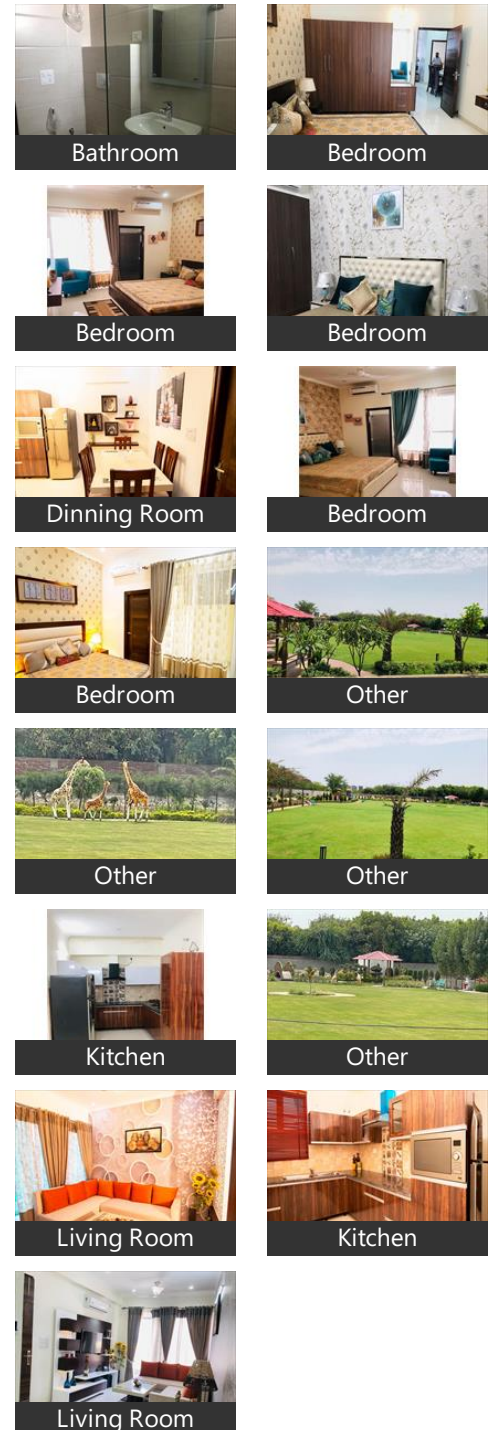 Bathroom
Bedroom
Bedroom
Bedroom
Dinning Room
Bedroom
Bedroom
Other
Other
Other
Kitchen
Other
Living Room
Kitchen
Living Room